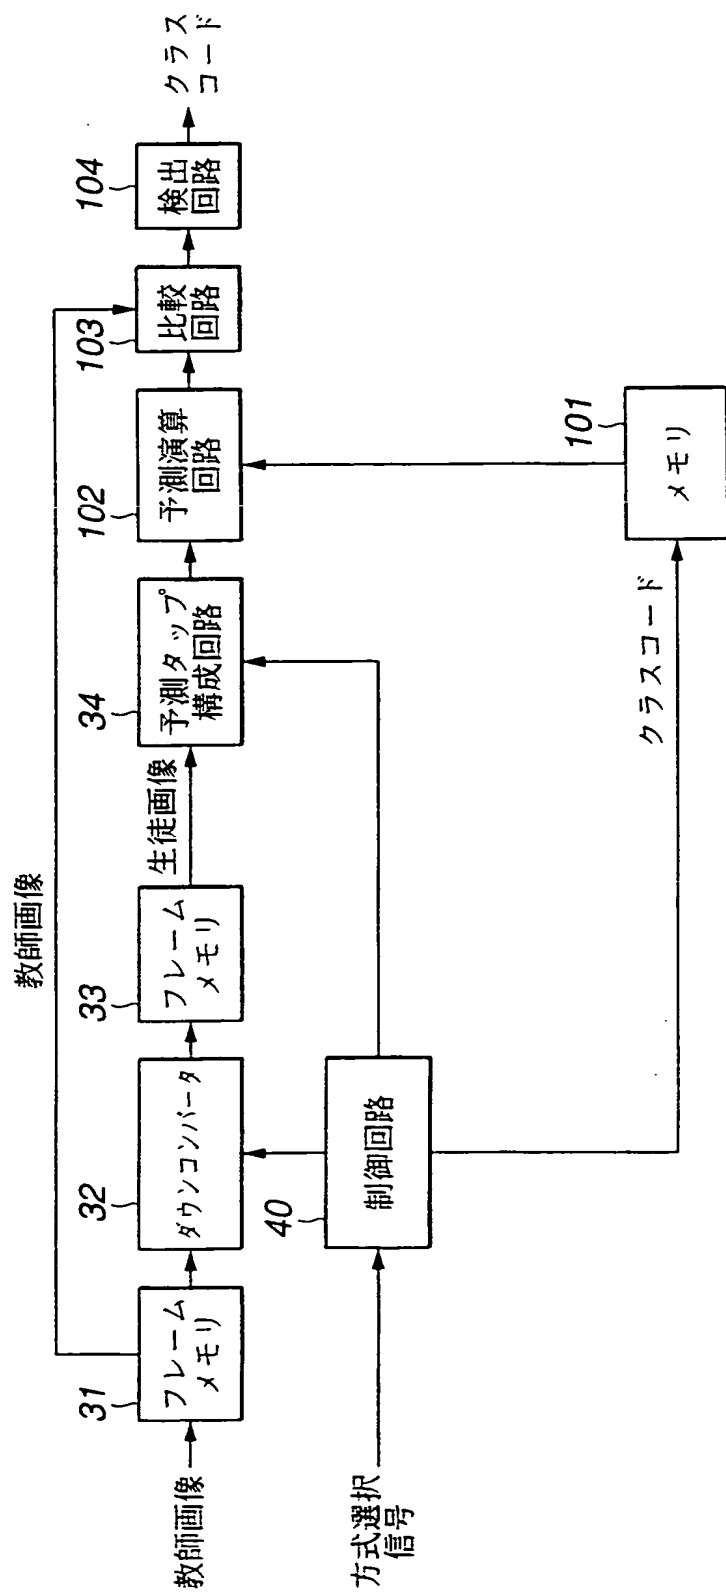 教師画像
教師画像
31
フレーム
メモリ
32
ダウンコンバータ
33
フレーム
メモリ
生徒画像
34
予測タップ
構成回路
102
予測演算
回路
103
比較
回路
104
検出
回路
クラス
コード
方式選択
信号
40
制御回路
クラスコード
101
メモリ